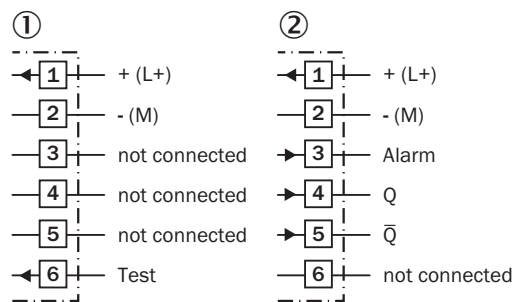 ① ②
1 + (L+) 1 + (L+)
2 - (M) 2 - (M)
3 not connected 3 Alarm
4 not connected 4 Q
5 not connected 5 Q̅
6 Test 6 not connected